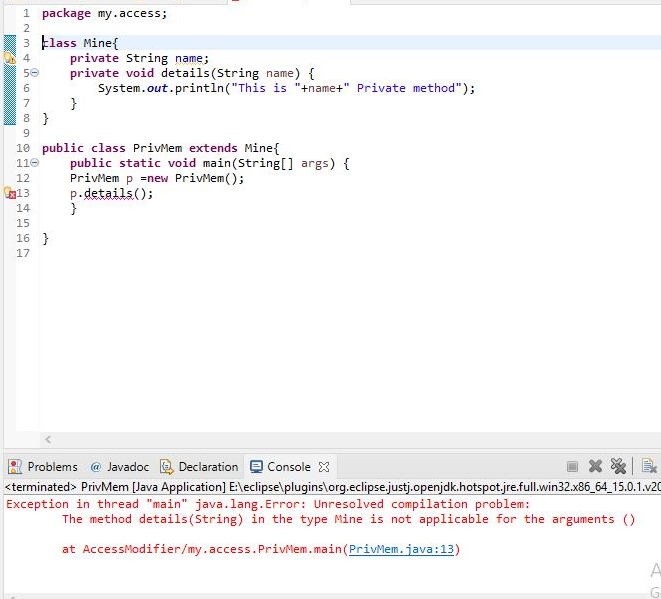 1 package my.access;
2
3 class Mine{
4 private String name;
5 private void details(String name) {
6 System.out.println("This is "+name+" Private method");
7 }
8 }
9
10 public class PrivMem extends Mine{
11 public static void main(String[] args) {
12 PrivMem p =new PrivMem();
13 p.details();
14 }
15
16 }
17
Problems @ Javadoc Declaration Console
<terminated> PrivMem [Java Application] E:\eclipse\plugins\org.eclipse.justj.openjdk.hotspot.jre.full.win32.x86_64_15.0.1.v20
Exception in thread "main" java.lang.Error: Unresolved compilation problem:
The method details(String) in the type Mine is not applicable for the arguments ()
at AccessModifier/my.access.PrivMem.main(PrivMem.java:13)
A
G